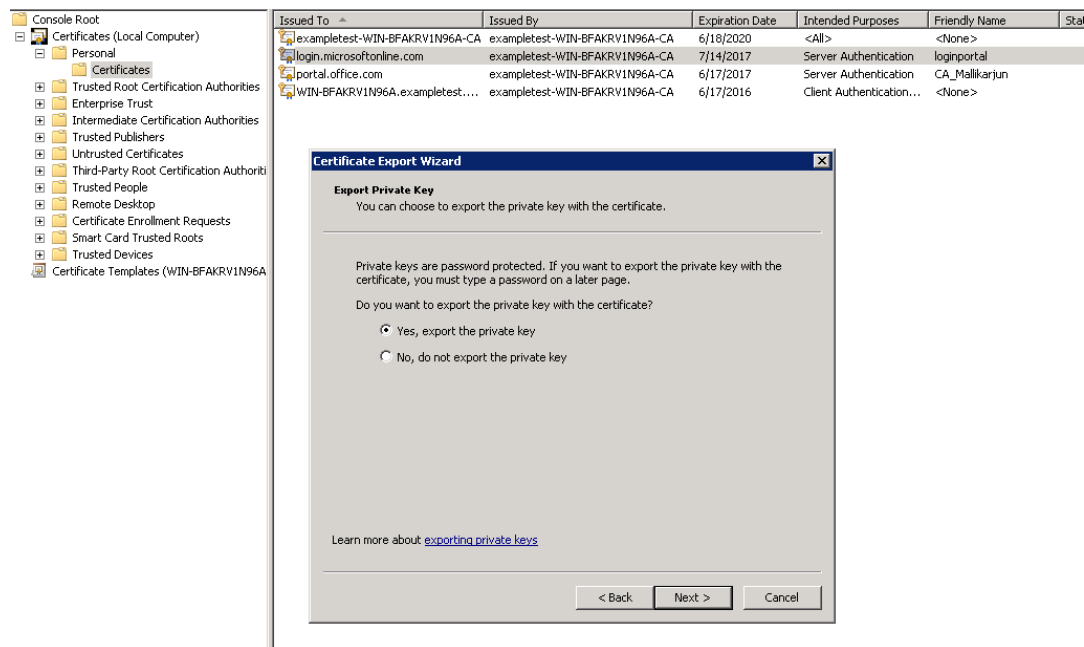 Console Root
Certificates (Local Computer)
Personal
Certificates
Trusted Root Certification Authorities
Enterprise Trust
Intermediate Certification Authorities
Trusted Publishers
Untrusted Certificates
Third-Party Root Certification Authoriti
Trusted People
Remote Desktop
Certificate Enrollment Requests
Smart Card Trusted Roots
Trusted Devices
Certificate Templates (WIN-BFAKRV1N96A
Issued To Issued By Expiration Date Intended Purposes Friendly Name Stat
exampletest-WIN-BFAKRV1N96A-CA exampletest-WIN-BFAKRV1N96A-CA 6/18/2020 <All> <None>
login.microsoftonline.com exampletest-WIN-BFAKRV1N96A-CA 7/14/2017 Server Authentication loginportal
portal.office.com exampletest-WIN-BFAKRV1N96A-CA 6/17/2017 Server Authentication CA_Mallikarjun
WIN-BFAKRV1N96A.exampletest.... exampletest-WIN-BFAKRV1N96A-CA 6/17/2016 Client Authentication... <None>
Certificate Export Wizard
Export Private Key
You can choose to export the private key with the certificate.
Private keys are password protected. If you want to export the private key with the
certificate, you must type a password on a later page.
Do you want to export the private key with the certificate?
Yes, export the private key
No, do not export the private key
Learn more about exporting private keys
< Back Next > Cancel